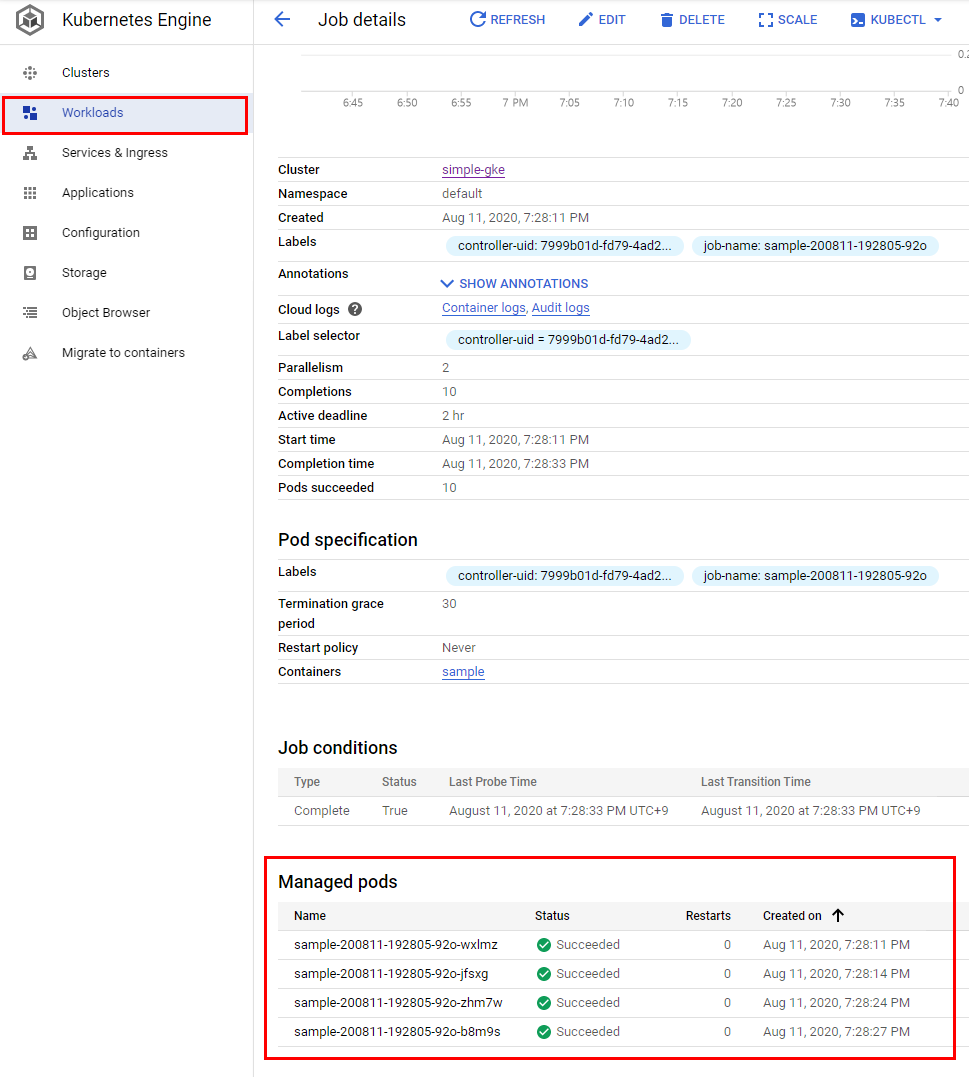 Kubernetes Engine
Job details
REFRESH
EDIT
DELETE
SCALE
KUBECTL
Clusters
Workloads
Services & Ingress
Applications
Configuration
Storage
Object Browser
Migrate to containers
0
6:45 6:50 6:55 7 PM 7:05 7:10 7:15 7:20 7:25 7:30 7:35 7:40
Cluster simple-gke
Namespace default
Created Aug 11, 2020, 7:28:11 PM
Labels controller-uid: 7999b01d-fd79-4ad2... job-name: sample-200811-192805-92o
Annotations SHOW ANNOTATIONS
Cloud logs ? Container logs, Audit logs
Label selector controller-uid = 7999b01d-fd79-4ad2...
Parallelism 2
Completions 10
Active deadline 2 hr
Start time Aug 11, 2020, 7:28:11 PM
Completion time Aug 11, 2020, 7:28:33 PM
Pods succeeded 10
Pod specification
Labels controller-uid: 7999b01d-fd79-4ad2... job-name: sample-200811-192805-92o
Termination grace period 30
Restart policy Never
Containers sample
Job conditions
Type Status Last Probe Time Last Transition Time
Complete True August 11, 2020 at 7:28:33 PM UTC+9 August 11, 2020 at 7:28:33 PM UTC+9
Managed pods
Name Status Restarts Created on
sample-200811-192805-92o-wxlmz Succeeded 0 Aug 11, 2020, 7:28:11 PM
sample-200811-192805-92o-jfsxg Succeeded 0 Aug 11, 2020, 7:28:14 PM
sample-200811-192805-92o-zhm7w Succeeded 0 Aug 11, 2020, 7:28:24 PM
sample-200811-192805-92o-b8m9s Succeeded 0 Aug 11, 2020, 7:28:27 PM